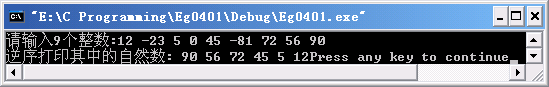 "E:\C Programming\Eg0401\Debug\Eg0401.exe"
请输入9个整数:12 -23 5 0 45 -81 72 56 90
逆序打印其中的自然数: 90 56 72 45 5 12Press any key to continue